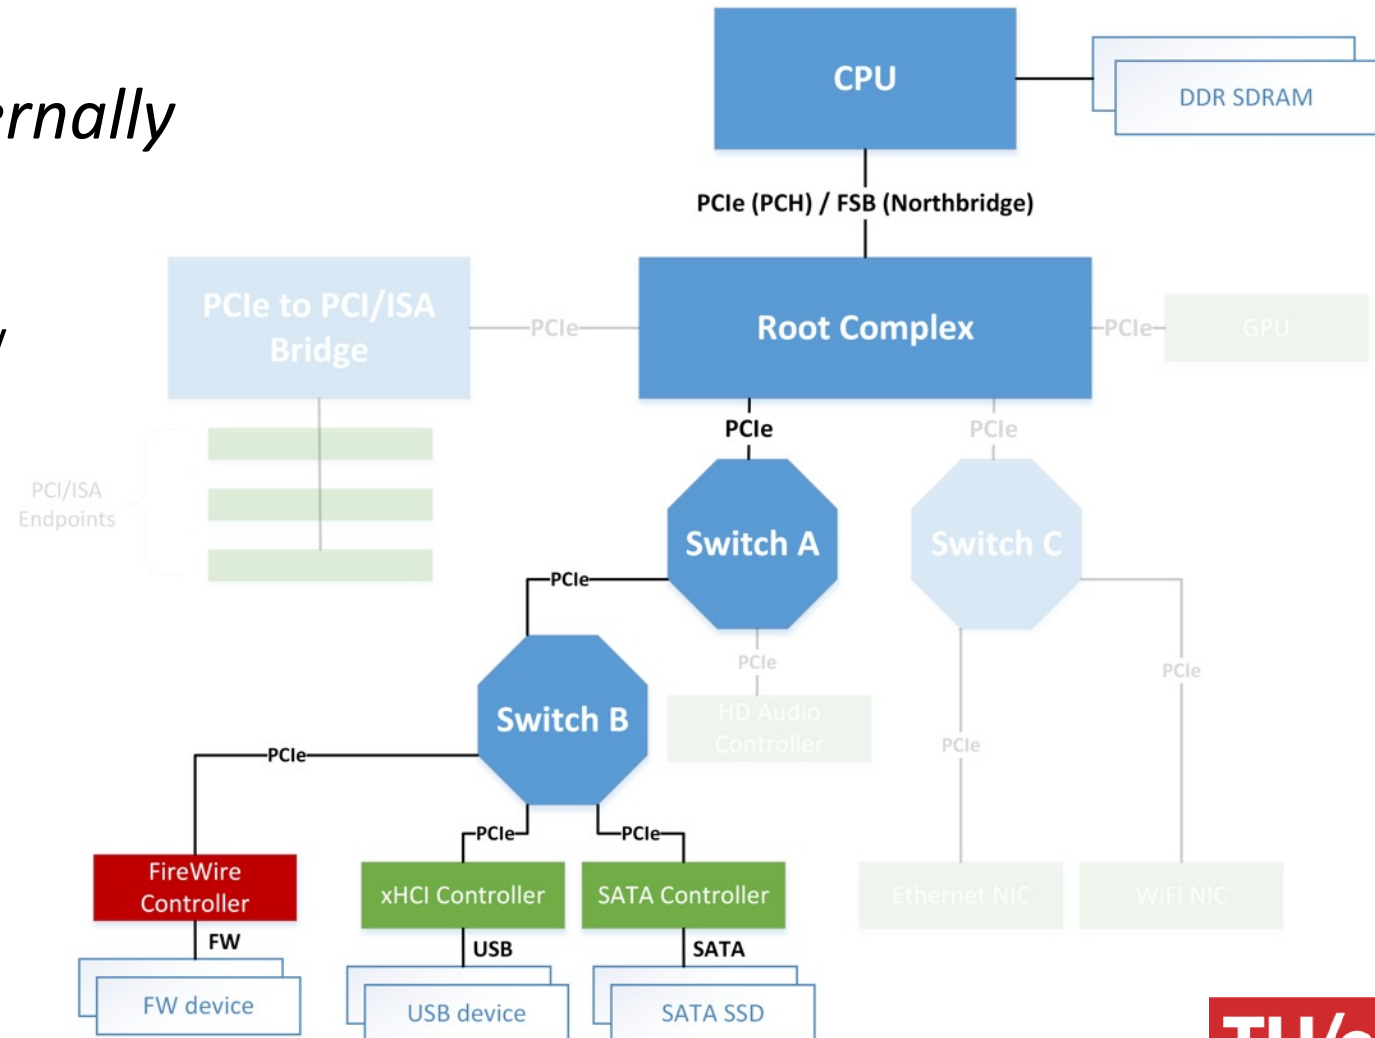 ernally
CPU
DDR SDRAM
PCIe (PCH) / FSB (Northbridge)
PCIe to PCI/ISA
Bridge
PCIe
Root Complex
PCIe
GPU
PCIe
PCIe
PCI/ISA
Endpoints
Switch A
Switch C
PCIe
PCIe
PCIe
Switch B
HD Audio
Controller
PCIe
PCIe
PCIe
PCIe
FireWire
Controller
xHCI Controller
SATA Controller
Ethernet NIC
WiFi NIC
FW
USB
SATA
FW device
USB device
SATA SSD